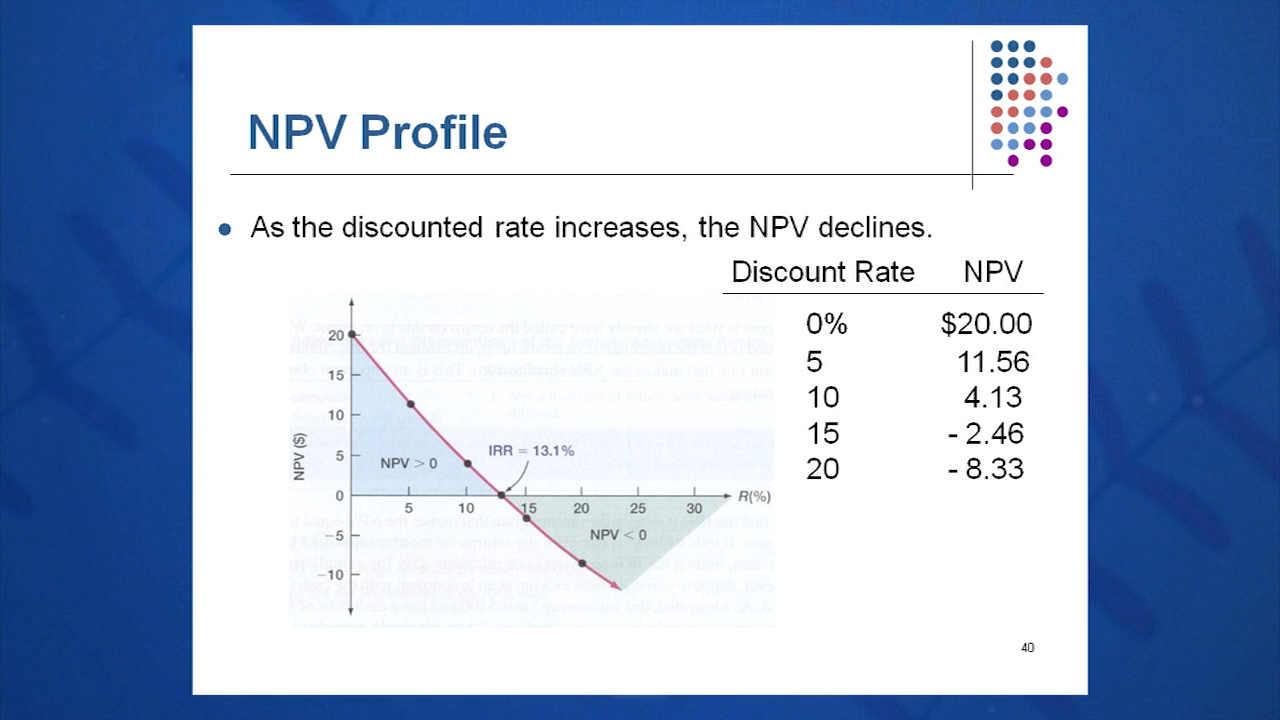 NPV Profile
As the discounted rate increases, the NPV declines.
Discount Rate NPV
0% $20.00
5 11.56
10 4.13
15 - 2.46
20 - 8.33
NPV ($)
20
15
10
5
0
−5
−10
NPV > 0
IRR = 13.1%
5 10 15 20 25 30 R(%)
NPV < 0
40